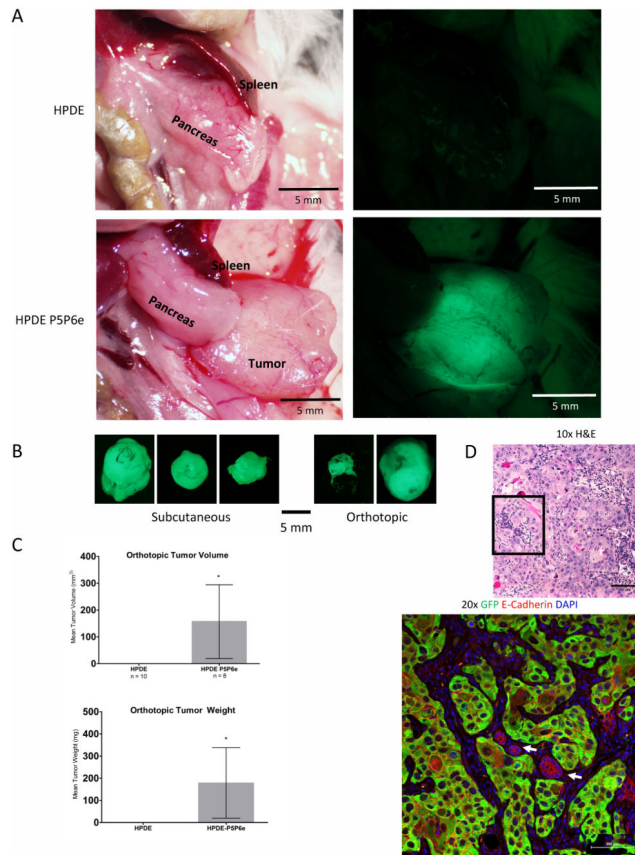 A
HPDE
Spleen
Pancreas
5 mm
5 mm
HPDE P5P6e
Spleen
Pancreas
Tumor
5 mm
5 mm
B
Subcutaneous
5 mm
Orthotopic
D
10x H&E
C
Orthotopic Tumor Volume
Mean Tumor Volume (mm3)
400
300
200
100
0
*
HPDE
n = 10
HPDE P5P6e
n = 8
Orthotopic Tumor Weight
Mean Tumor Weight (mg)
500
400
300
200
100
0
*
HPDE
HPDE-P5P6e
20x GFP E-Cadherin DAPI